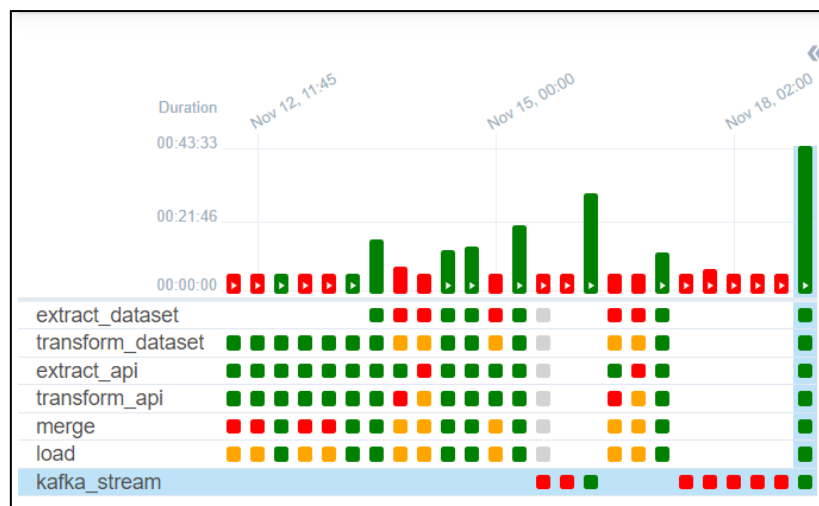 Nov 12, 11:45
Nov 15, 00:00
Nov 18, 02:00
Duration
00:43:33
00:21:46
00:00:00
extract_dataset
transform_dataset
extract_api
transform_api
merge
load
kafka_stream